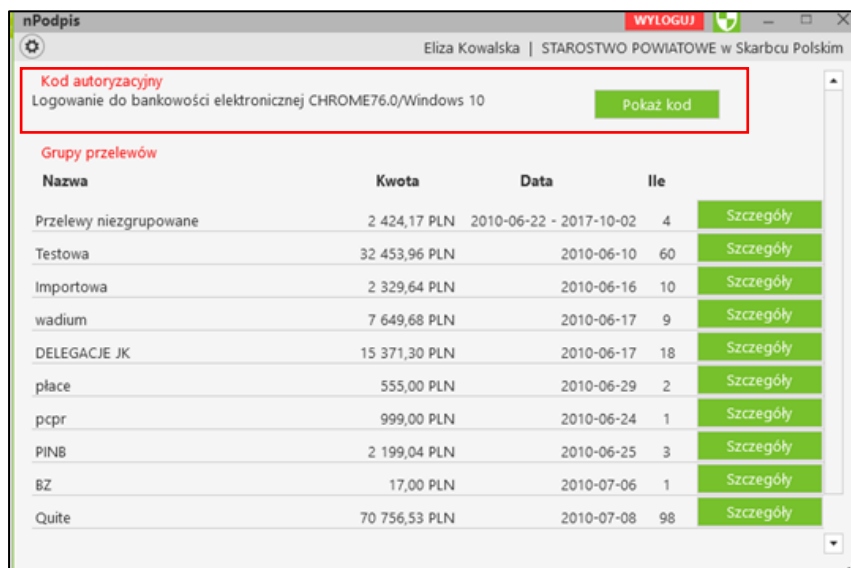 nPodpis WYLOGUJ
Eliza Kowalska | STAROSTWO POWIATOWE w Skarbcu Polskim
Kod autoryzacyjny
Logowanie do bankowości elektronicznej CHROME76.0/Windows 10 Pokaż kod
Grupy przelewów
Nazwa Kwota Data Ile
Przelewy niezgrupowane 2 424,17 PLN 2010-06-22 - 2017-10-02 4 Szczegóły
Testowa 32 453,96 PLN 2010-06-10 60 Szczegóły
Importowa 2 329,64 PLN 2010-06-16 10 Szczegóły
wadium 7 649,68 PLN 2010-06-17 9 Szczegóły
DELEGACJE JK 15 371,30 PLN 2010-06-17 18 Szczegóły
płace 555,00 PLN 2010-06-29 2 Szczegóły
pcpr 999,00 PLN 2010-06-24 1 Szczegóły
PINB 2 199,04 PLN 2010-06-25 3 Szczegóły
BZ 17,00 PLN 2010-07-06 1 Szczegóły
Quite 70 756,53 PLN 2010-07-08 98 Szczegóły